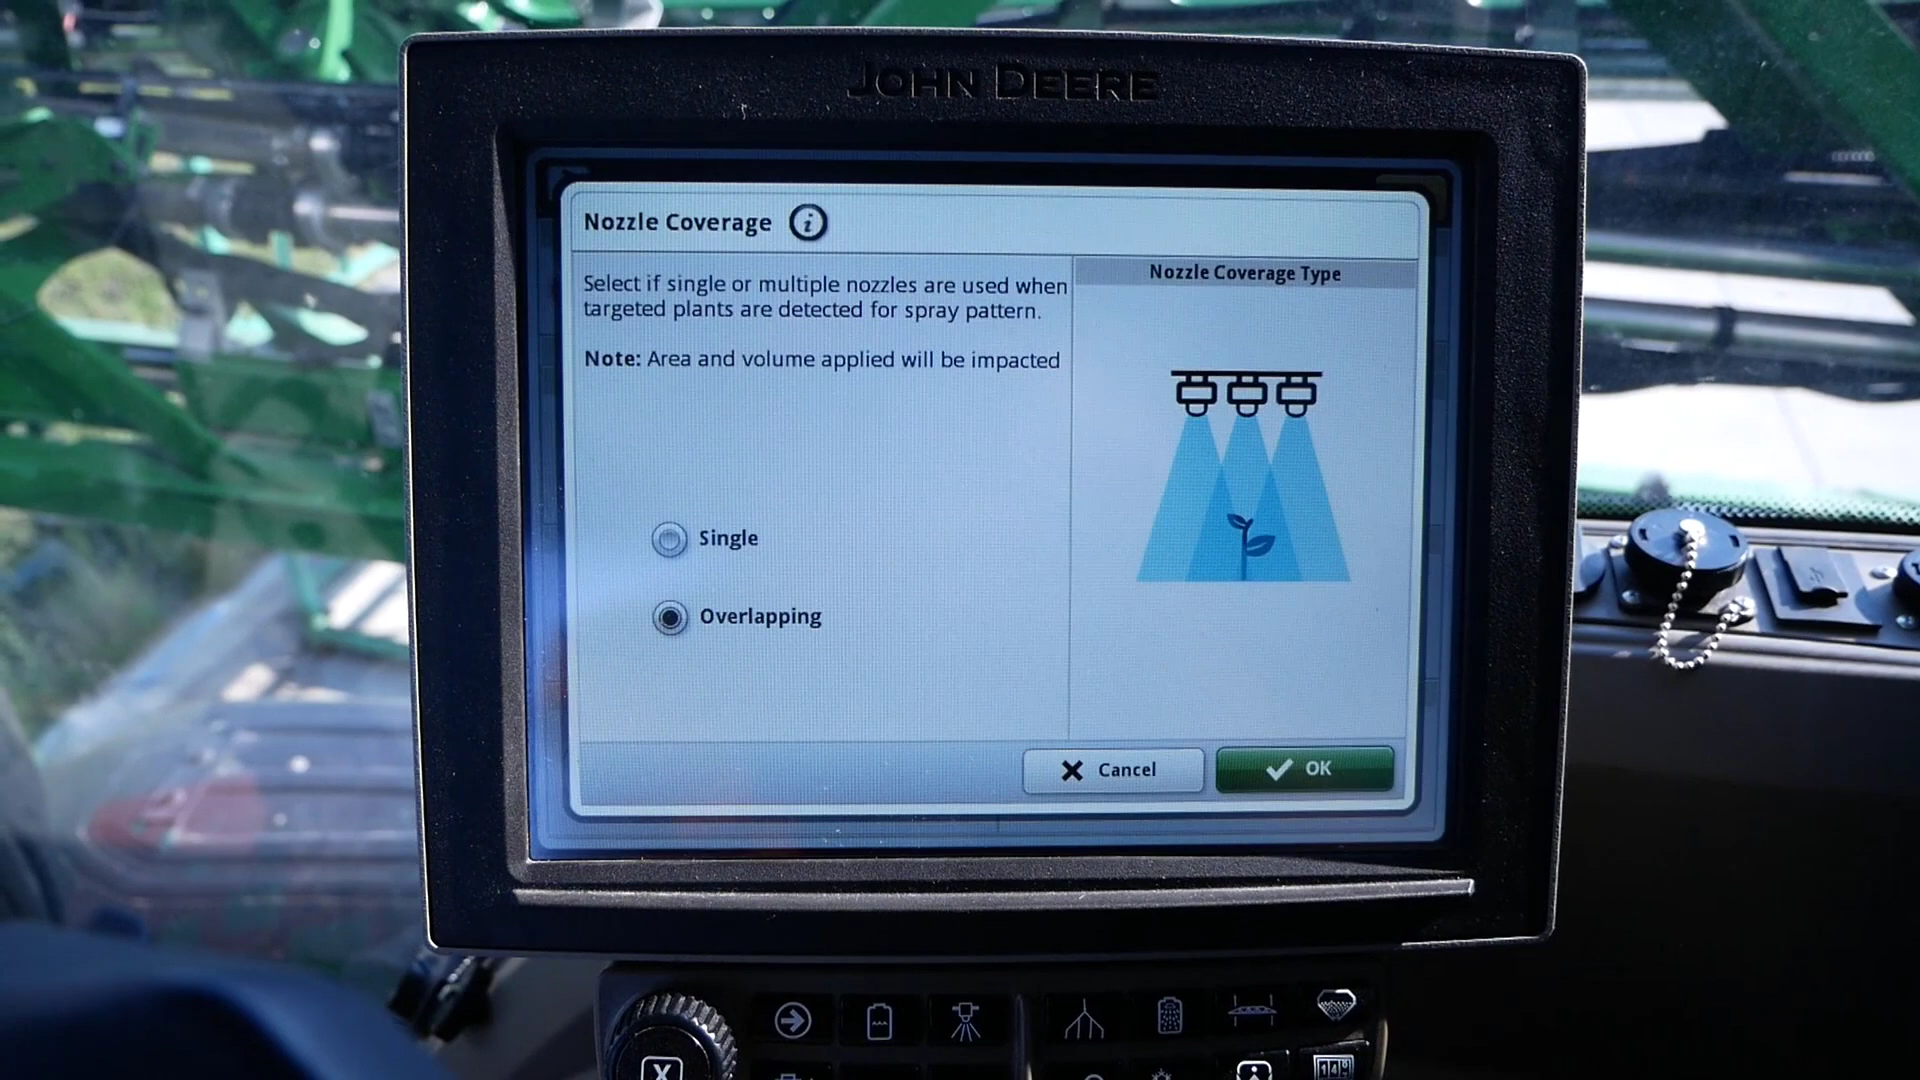 JOHN DEERE
Nozzle Coverage
Select if single or multiple nozzles are used when
targeted plants are detected for spray pattern.
Note: Area and volume applied will be impacted
Nozzle Coverage Type
Single
Overlapping
Cancel
OK
X